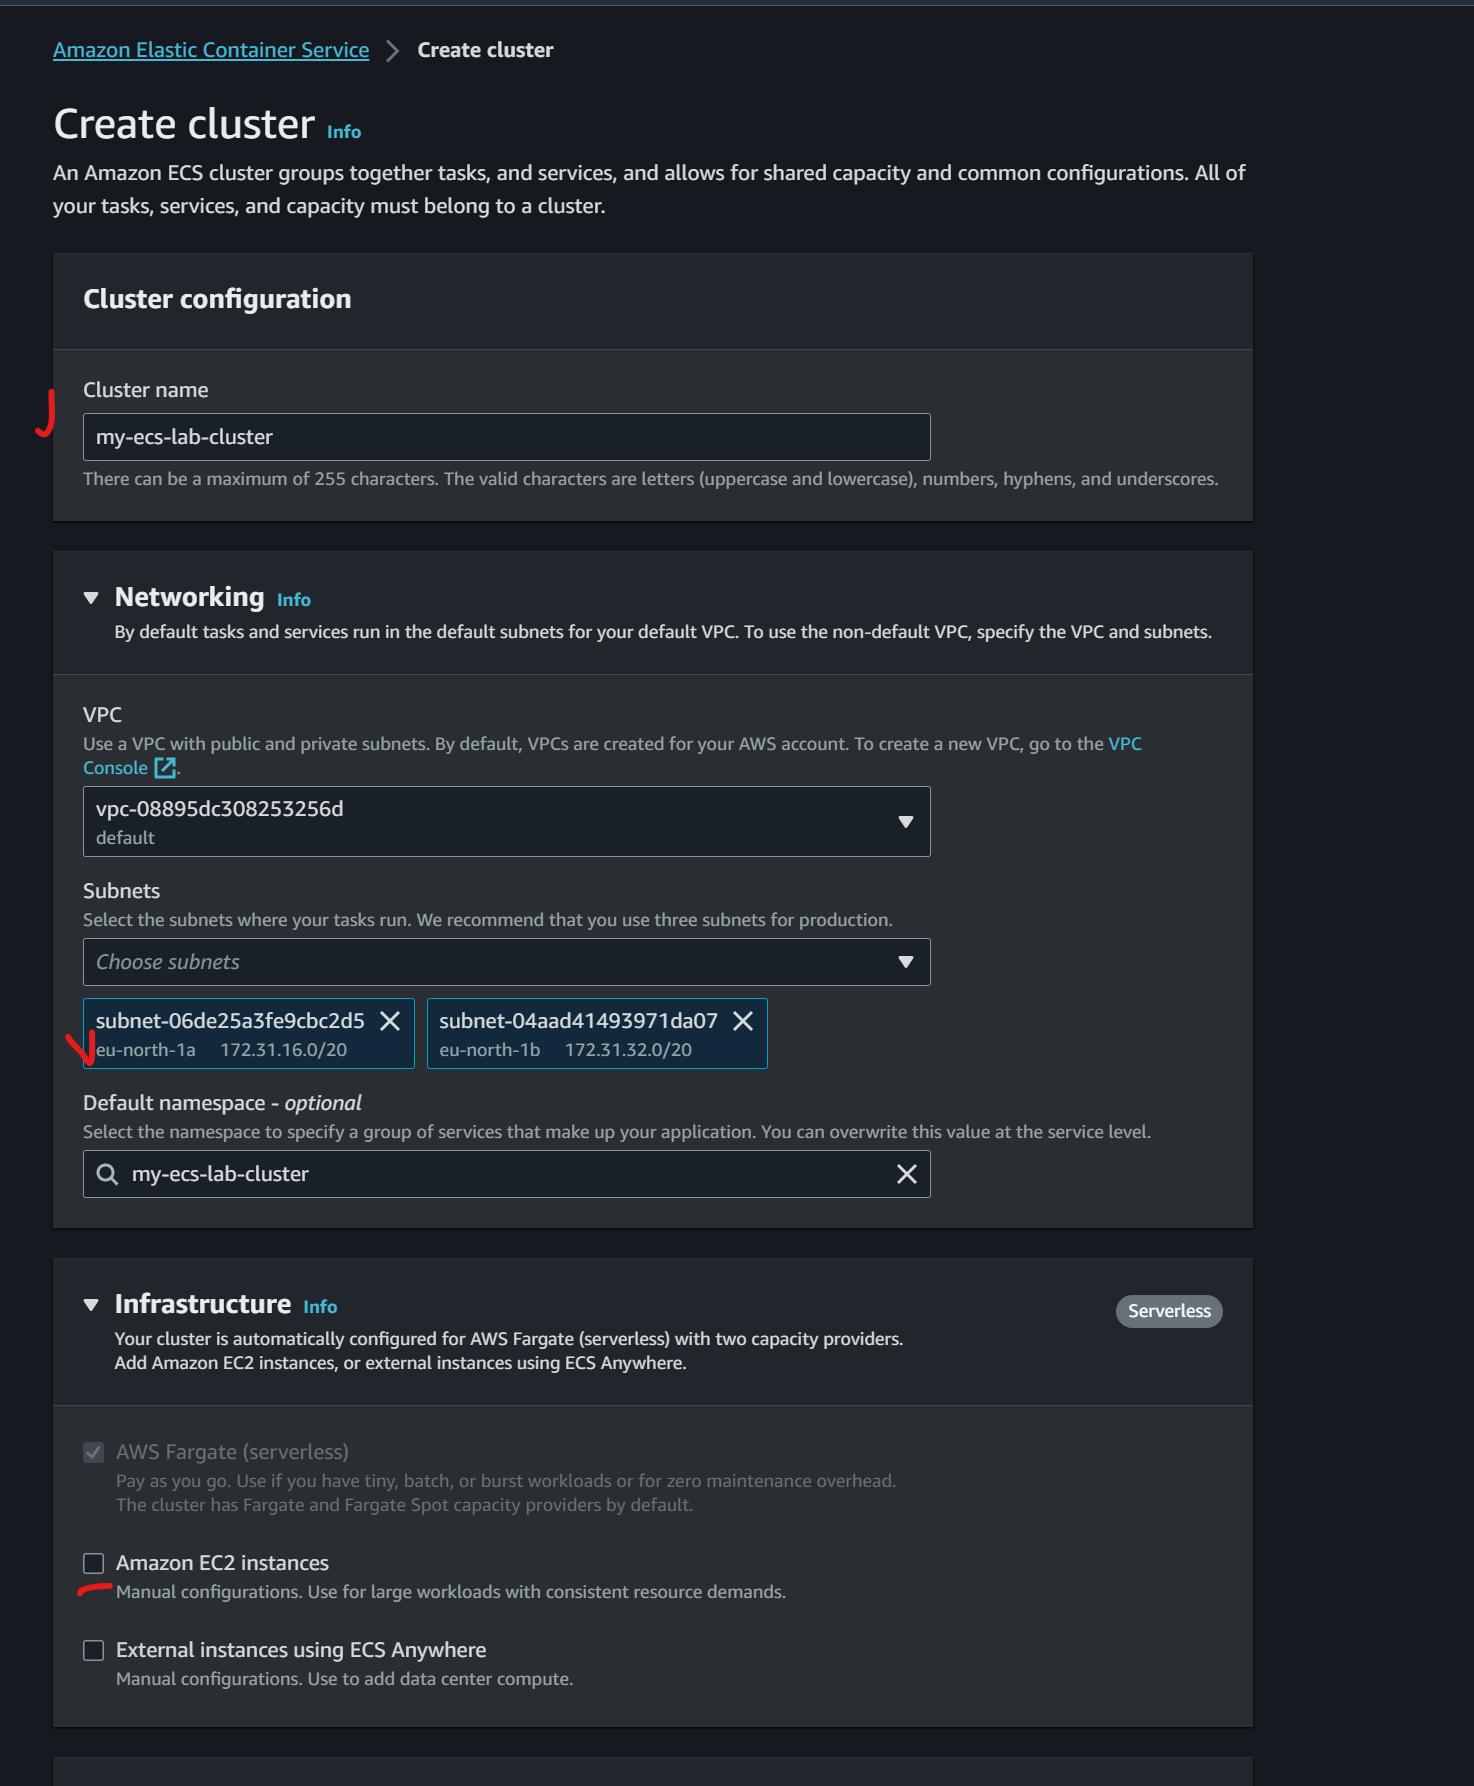 Amazon Elastic Container Service > Create cluster
Create cluster Info
An Amazon ECS cluster groups together tasks, and services, and allows for shared capacity and common configurations. All of
your tasks, services, and capacity must belong to a cluster.
Cluster configuration
Cluster name
my-ecs-lab-cluster
There can be a maximum of 255 characters. The valid characters are letters (uppercase and lowercase), numbers, hyphens, and underscores.
Networking Info
By default tasks and services run in the default subnets for your default VPC. To use the non-default VPC, specify the VPC and subnets.
VPC
Use a VPC with public and private subnets. By default, VPCs are created for your AWS account. To create a new VPC, go to the VPC
Console.
vpc-08895dc308253256d
default
Subnets
Select the subnets where your tasks run. We recommend that you use three subnets for production.
Choose subnets
subnet-06de25a3fe9cbc2d5 subnet-04aad41493971da07
eu-north-1a 172.31.16.0/20 eu-north-1b 172.31.32.0/20
Default namespace - optional
Select the namespace to specify a group of services that make up your application. You can overwrite this value at the service level.
my-ecs-lab-cluster
Infrastructure Info Serverless
Your cluster is automatically configured for AWS Fargate (serverless) with two capacity providers.
Add Amazon EC2 instances, or external instances using ECS Anywhere.
AWS Fargate (serverless)
Pay as you go. Use if you have tiny, batch, or burst workloads or for zero maintenance overhead.
The cluster has Fargate and Fargate Spot capacity providers by default.
Amazon EC2 instances
Manual configurations. Use for large workloads with consistent resource demands.
External instances using ECS Anywhere
Manual configurations. Use to add data center compute.